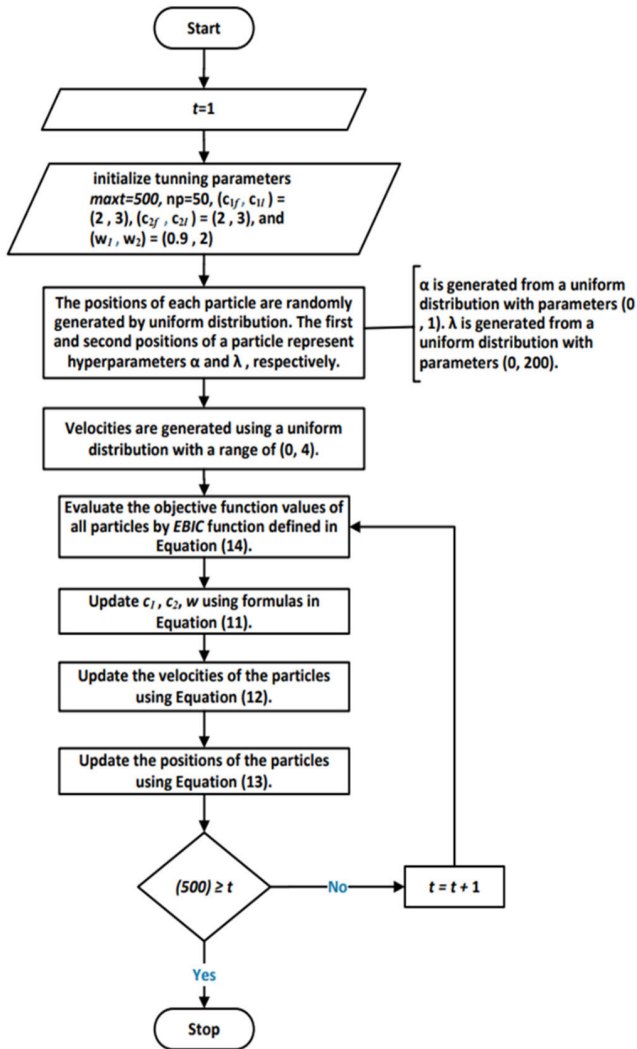 Start
t=1
initialize tunning parameters
maxt=500, np=50, (c1f , c1l ) =
(2 , 3), (c2f , c2l ) = (2 , 3), and
(w1 , w2) = (0.9 , 2)
The positions of each particle are randomly
generated by uniform distribution. The first
and second positions of a particle represent
hyperparameters α and λ , respectively.
α is generated from a uniform
distribution with parameters (0
, 1). λ is generated from a
uniform distribution with
parameters (0, 200).
Velocities are generated using a uniform
distribution with a range of (0, 4).
Evaluate the objective function values of
all particles by EBIC function defined in
Equation (14).
Update c1 , c2, w using formulas in
Equation (11).
Update the velocities of the particles
using Equation (12).
Update the positions of the particles
using Equation (13).
(500) ≥ t
No
t = t + 1
Yes
Stop